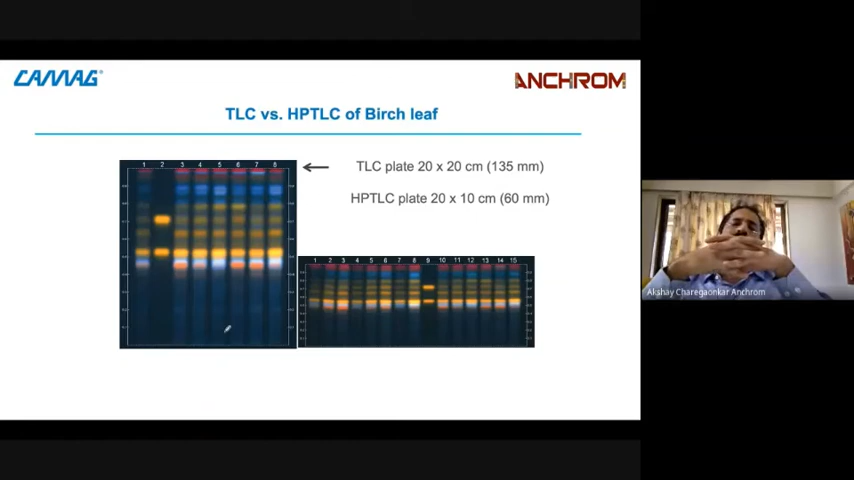 CAMAG®
ANCHROM
TLC vs. HPTLC of Birch leaf
TLC plate 20 x 20 cm (135 mm)
HPTLC plate 20 x 10 cm (60 mm)
1 2 3 4 5 6 7 8
1 2 3 4 5 6 7 8 9 10 11 12 13 14 15
Akshay Charegaonkar Anchrom